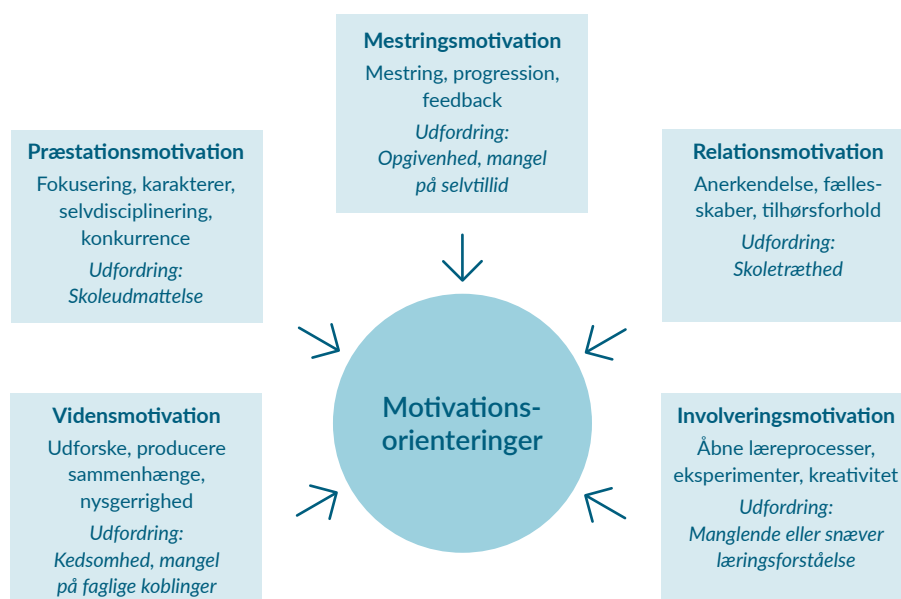 Mestringsmotivation
Mestring, progression,
feedback
Udfordring:
Opgivenhed, mangel
på selvtillid
Præstationsmotivation
Fokusering, karakterer,
selvdisciplinering,
konkurrence
Udfordring:
Skoleudmattelse
Relationsmotivation
Anerkendelse, fælles-
skaber, tilhørsforhold
Udfordring:
Skoletræthed
Motivations-
orienteringer
Vidensmotivation
Udforske, producere
sammenhænge,
nysgerrighed
Udfordring:
Kedsomhed, mangel
på faglige koblinger
Involveringsmotivation
Åbne læreprocesser,
eksperimenter, kreativitet
Udfordring:
Manglende eller snæver
læringsforståelse